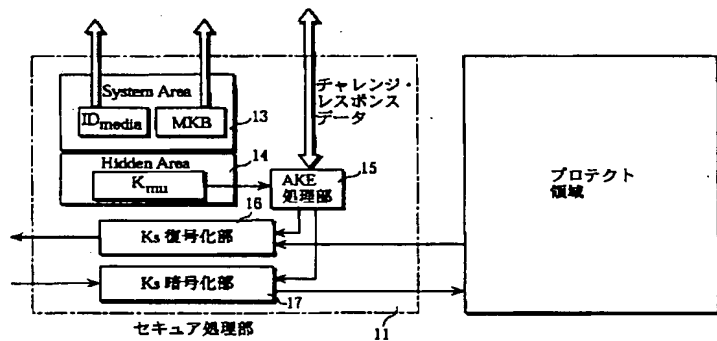 System Area
IDmedia
MKB
13
チャレンジ・
レスポンス
データ
Hidden Area
14
Kmu
AKE
処理部
15
16
Ks 復号化部
Ks 暗号化部
17
セキュア処理部
11
プロテクト
領域